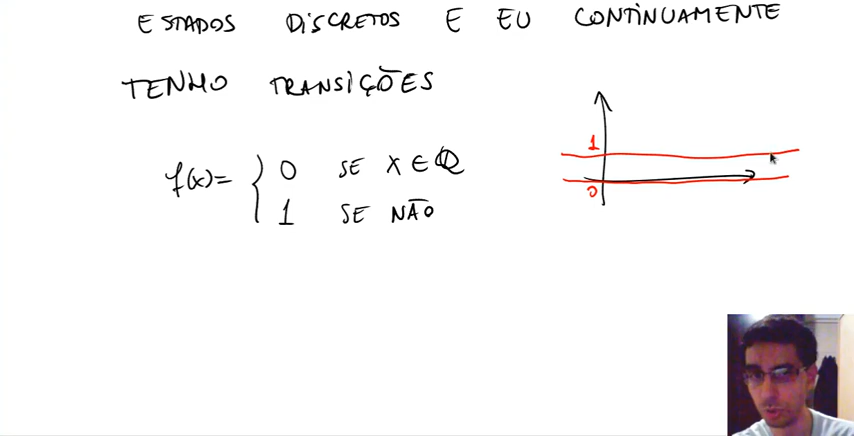 ESTADOS DISCRETOS E EU CONTINUAMENTE
TENHO TRANSIÇÕES
f(x)= { 0 SE X ∈ ℚ
1 SE NÃO
1
0